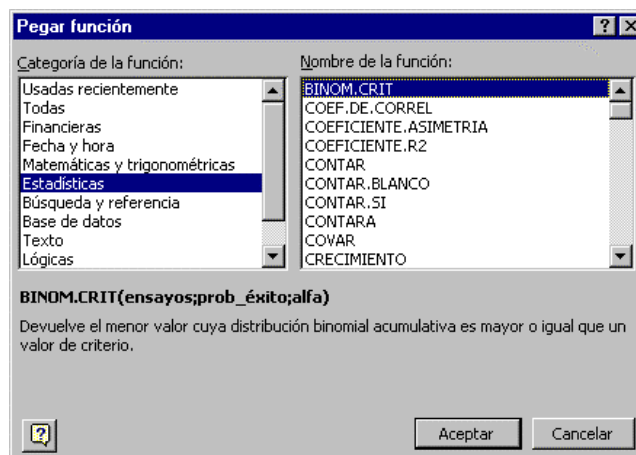 Pegar función
Categoría de la función:
Usadas recientemente
Todas
Financieras
Fecha y hora
Matemáticas y trigonométricas
Estadísticas
Búsqueda y referencia
Base de datos
Texto
Lógicas
Nombre de la función:
BINOM.CRIT
COEF.DE.CORREL
COEFICIENTE.ASIMETRIA
COEFICIENTE.R2
CONTAR
CONTAR.BLANCO
CONTAR.SI
CONTARA
COVAR
CRECIMIENTO
BINOM.CRIT(ensayos;prob_éxito;alfa)
Devuelve el menor valor cuya distribución binomial acumulativa es mayor o igual que un
valor de criterio.
Aceptar
Cancelar